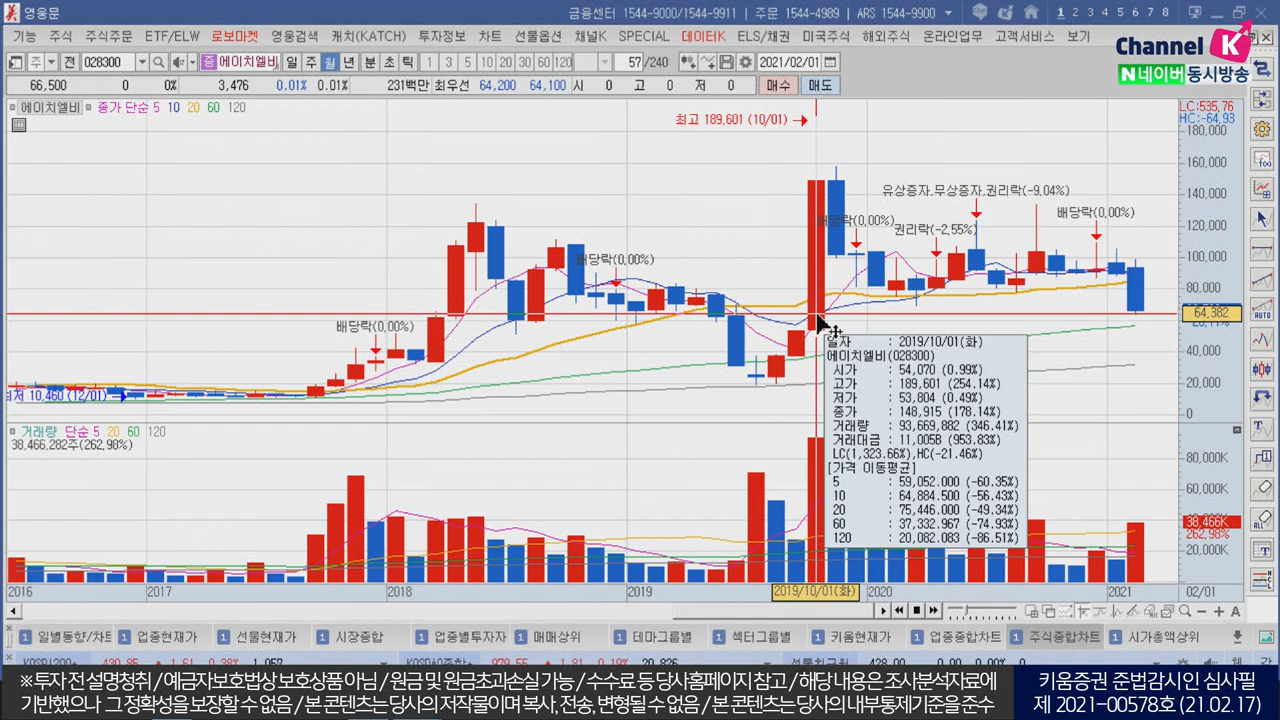 영웅문
금융센터 1544-9000/1544-9911 | 주문 1544-4989 | ARS 1544-9900
1 2 3 4 5 6 7 8
기능 주식 주식주문 ETF/ELW 로보마켓 영웅검색 캐치(KATCH) 투자정보 차트 선물옵션 채널K SPECIAL 데이터EK ELS/채권 미국주식 해외주식 온라인업무 고객서비스 보기
Channel K
N네이버 동시방송
주 전 028300 증 에이치엘비 일 주 월 년 분 초 틱 1 3 5 10 20 30 60 120 57 /240 2021/02/01
66,500 0 0% 3,476 0.01% 0.01% 231백만 최우선 64,200 64,100 시 0 고 0 저 0 매수 매도
에이치엘비 종가 단순 5 10 20 60 120
최고 189,601 (10/01)
LC:535.76
HC:-64.93
180,000
160,000
140,000
120,000
100,000
80,000
64,382
40,000
20,000
0
유상증자,무상증자,권리락(-9.04%)
배당락(0.00%)
배당락(0.00%)
권리락(-2.55%)
배당락(0.00%)
배당락(0.00%)
최저 10,460 (12/01)
일자 : 2019/10/01(화)
에이치엘비(028300)
시가 : 54,070 (0.99%)
고가 : 189,601 (254.14%)
저가 : 53,804 (0.49%)
종가 : 148,915 (178.14%)
거래량 : 93,669,882 (346.41%)
거래대금 : 11,005B (953.83%)
LC(1,323.66%),HC(-21.46%)
[가격 이동평균]
5 : 59,052.000 (-60.35%)
10 : 64,884.500 (-56.43%)
20 : 75,446.000 (-49.34%)
60 : 37,332.967 (-74.93%)
120 : 20,082.083 (-86.51%)
거래량 단순 5 20 60 120
38,466,282주(262.98%)
80,000K
60,000K
38,466K
262.98%
20,000K
2016 2017 2018 2019 2019/10/01(화) 2020 2021 02/01
1 일별동향/차트 1 업종현재가 1 선물현재가 1 시장종합 1 업종별투자자 1 매매상위 1 테마그룹별 1 섹터그룹별 1 키움현재가 1 업종종합차트 1 주식종합차트 1 시가총액상위
※ 투자 전 설명청취 / 예금자보호법상 보호상품 아님 / 원금 및 원금초과손실 가능 / 수수료 등 당사홈페이지 참고 / 해당 내용은 조사분석자료에
기반했으나 그 정확성을 보장할 수 없음 / 본 콘텐츠는 당사의 저작물이며 복사, 전송, 변형될 수 없음 / 본 콘텐츠는 당사의 내부통제기준을 준수
키움증권 준법감시인 심사필
제 2021-00578호 (21.02.17)